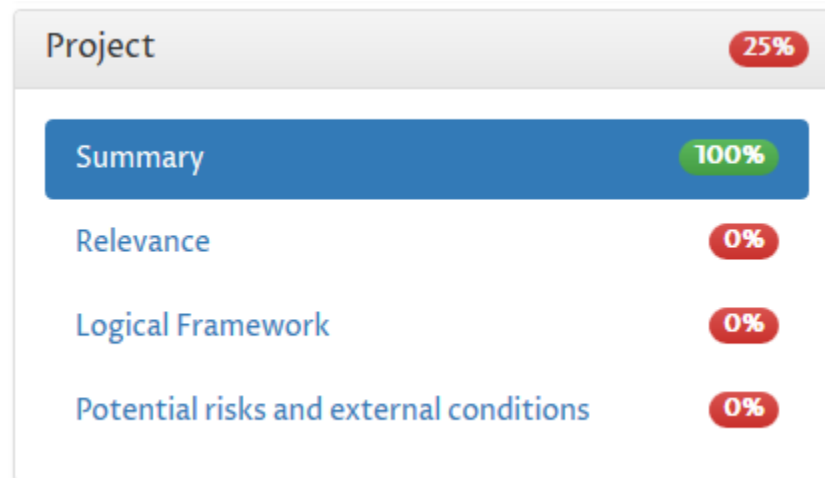 Project 25%
Summary 100%
Relevance 0%
Logical Framework 0%
Potential risks and external conditions 0%